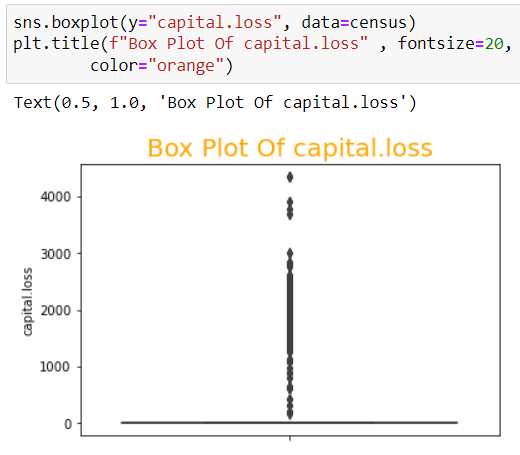 sns.boxplot(y="capital.loss", data=census)
plt.title(f"Box Plot Of capital.loss" , fontsize=20,
color="orange")
Text(0.5, 1.0, 'Box Plot Of capital.loss')
Box Plot Of capital.loss
4000
3000
2000
1000
0
capital.loss